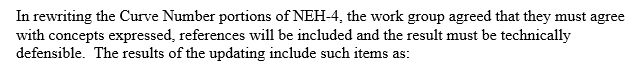 In rewriting the Curve Number portions of NEH-4, the work group agreed that they must agree
with concepts expressed, references will be included and the result must be technically
defensible.  The results of the updating include such items as: